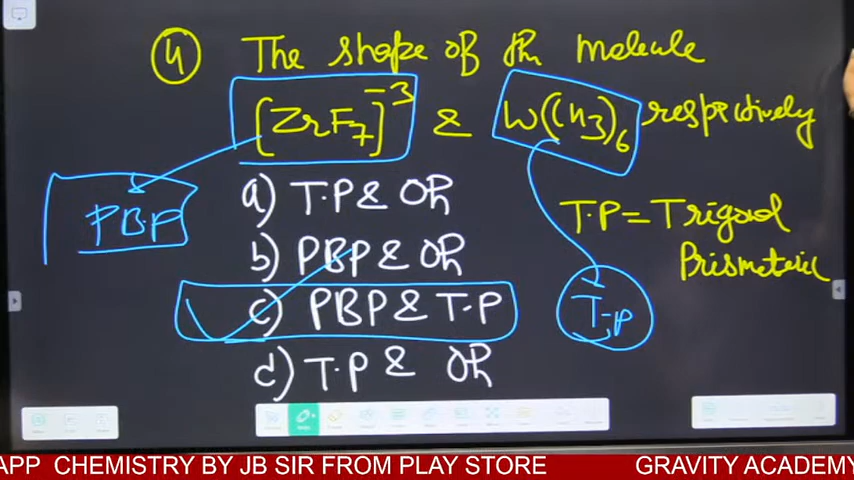 4) The shape of the molecule
[ZrF7]-3 & W(CH3)6 respectively
PBP
a) T.P & Oh
b) PBP & Oh
c) PBP & T.P
d) T.P & Oh
T.P = Trigonal
Prismeteric
T.P
APP CHEMISTRY BY JB SIR FROM PLAY STORE GRAVITY ACADEMY